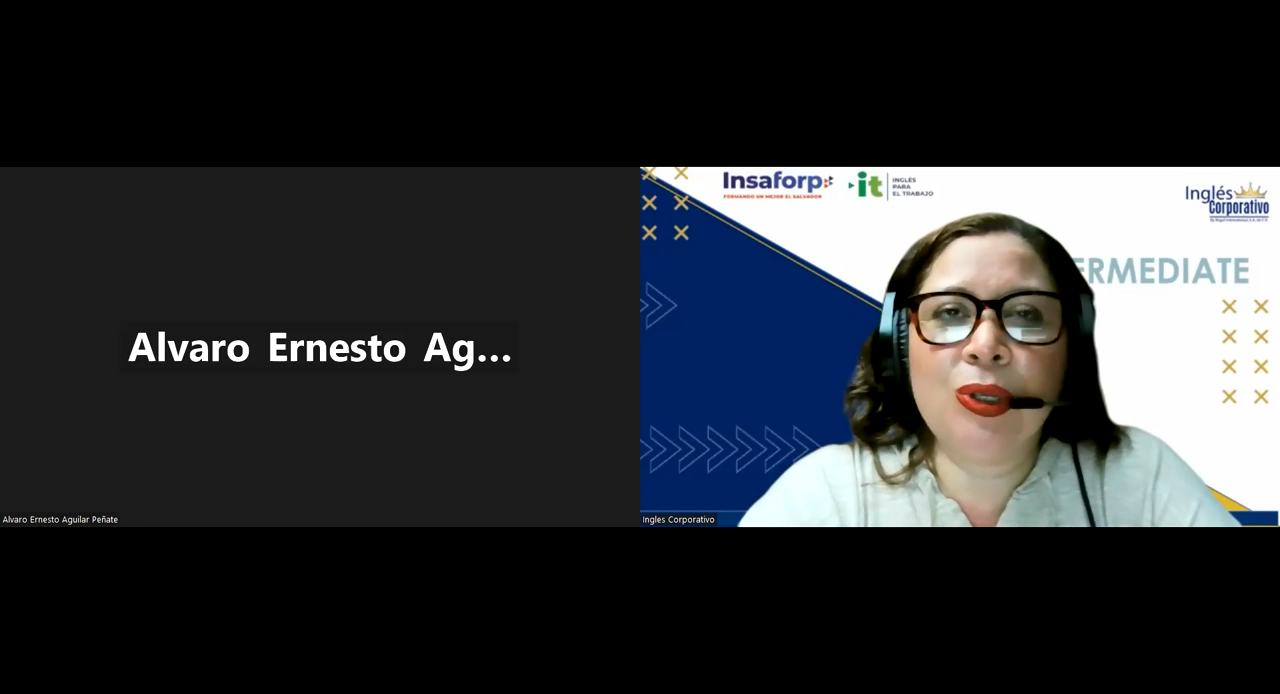 Alvaro Ernesto Ag...
Alvaro Ernesto Aguilar Peñate
Insaforp
FORMANDO UN MEJOR EL SALVADOR
it
INGLÉS
PARA
EL TRABAJO
Inglés
Corporativo
ERMEDIATE
Ingles Corporativo